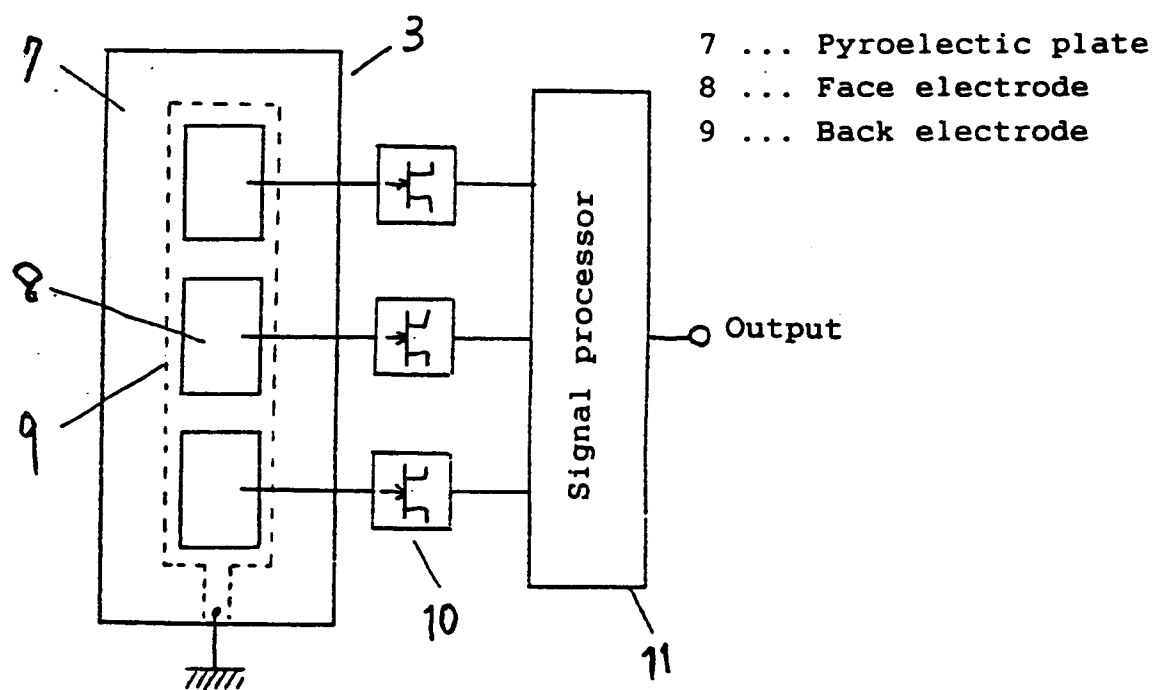 7
3
7 ... Pyroelectic plate
8 ... Face electrode
9 ... Back electrode
8
9
10
11
Signal processor
Output